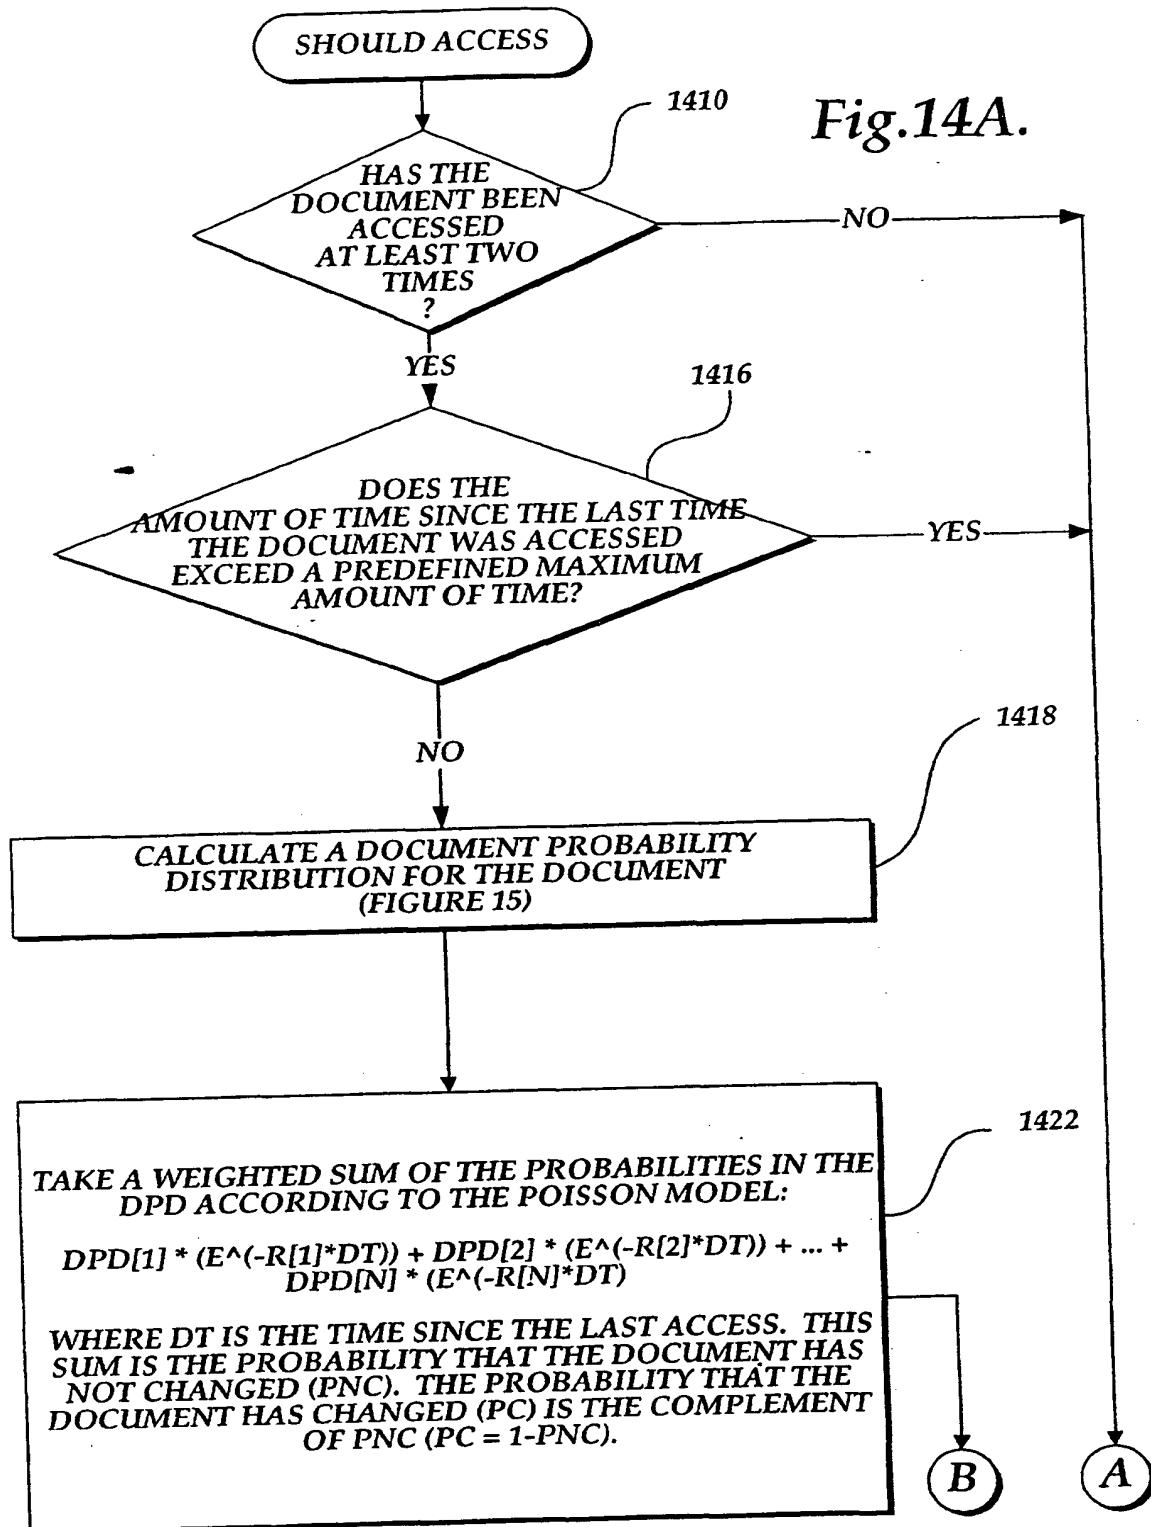 SHOULD ACCESS
1410
Fig.14A.
HAS THE
DOCUMENT BEEN
ACCESSED
AT LEAST TWO
TIMES
?
NO
YES
1416
DOES THE
AMOUNT OF TIME SINCE THE LAST TIME
THE DOCUMENT WAS ACCESSED
EXCEED A PREDEFINED MAXIMUM
AMOUNT OF TIME?
YES
NO
1418
CALCULATE A DOCUMENT PROBABILITY
DISTRIBUTION FOR THE DOCUMENT
(FIGURE 15)
1422
TAKE A WEIGHTED SUM OF THE PROBABILITIES IN THE
DPD ACCORDING TO THE POISSON MODEL:
DPD[1] * (E^(-R[1]*DT)) + DPD[2] * (E^(-R[2]*DT)) + ... +
DPD[N] * (E^(-R[N]*DT)
WHERE DT IS THE TIME SINCE THE LAST ACCESS. THIS
SUM IS THE PROBABILITY THAT THE DOCUMENT HAS
NOT CHANGED (PNC). THE PROBABILITY THAT THE
DOCUMENT HAS CHANGED (PC) IS THE COMPLEMENT
OF PNC (PC = 1-PNC).
B
A